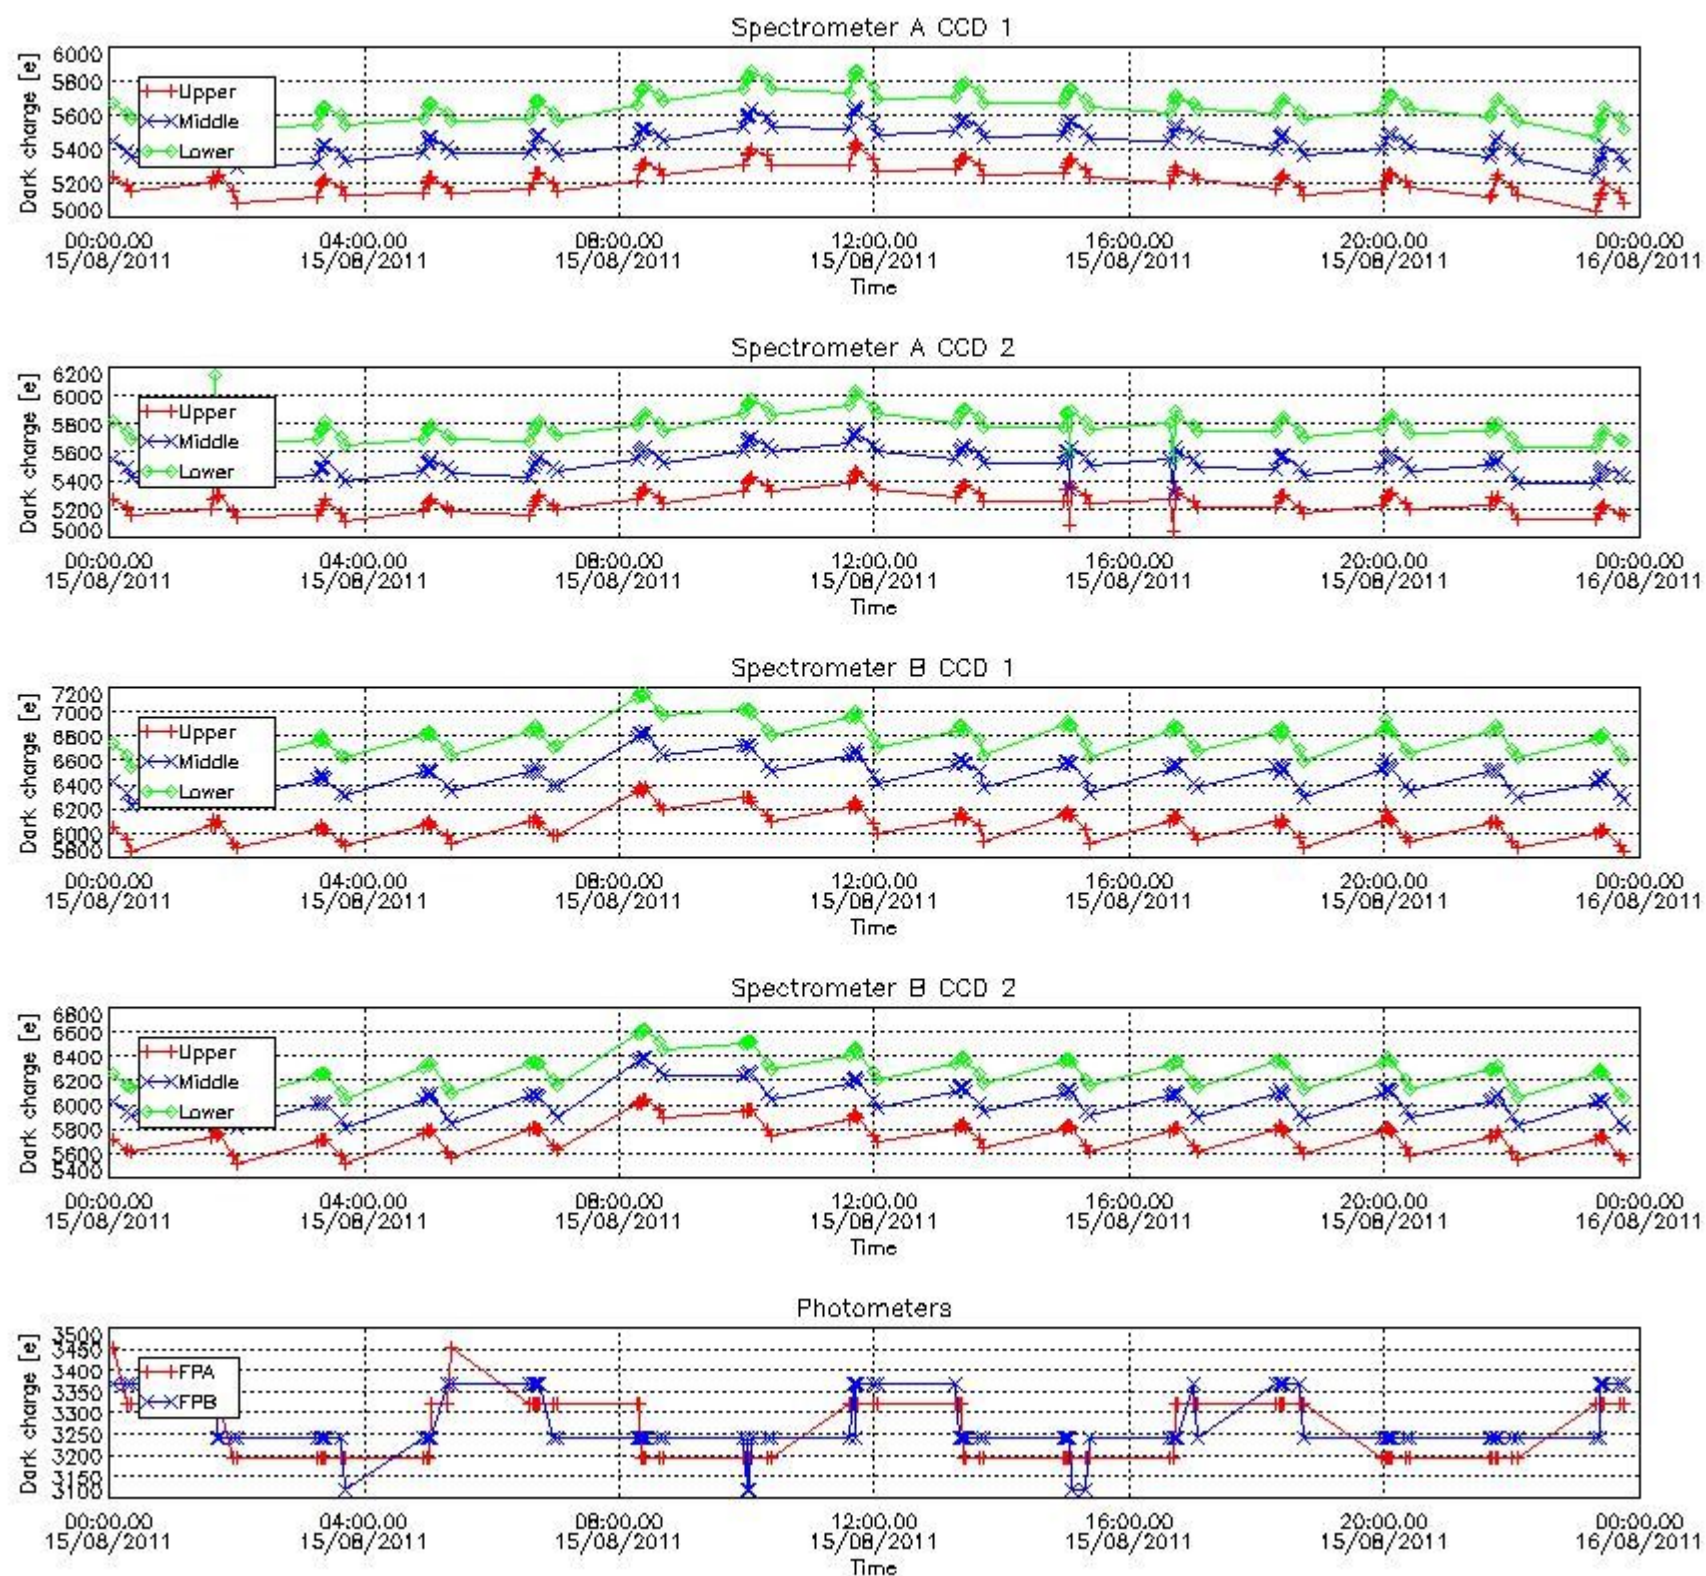 Spectrometer A CCD 1
Dark charge [e]
6000
5800
5600
5400
5200
5000
Upper
Middle
Lower
00:00.00 04:00.00 08:00.00 12:00.00 16:00.00 20:00.00 00:00.00
15/08/2011 15/08/2011 15/08/2011 15/08/2011 15/08/2011 15/08/2011 16/08/2011
Time
Spectrometer A CCD 2
Dark charge [e]
6200
6000
5800
5600
5400
5200
5000
Upper
Middle
Lower
00:00.00 04:00.00 08:00.00 12:00.00 16:00.00 20:00.00 00:00.00
15/08/2011 15/08/2011 15/08/2011 15/08/2011 15/08/2011 15/08/2011 16/08/2011
Time
Spectrometer B CCD 1
Dark charge [e]
7200
7000
6800
6600
6400
6200
6000
5800
Upper
Middle
Lower
00:00.00 04:00.00 08:00.00 12:00.00 16:00.00 20:00.00 00:00.00
15/08/2011 15/08/2011 15/08/2011 15/08/2011 15/08/2011 15/08/2011 16/08/2011
Time
Spectrometer B CCD 2
Dark charge [e]
6800
6600
6400
6200
6000
5800
5600
5400
Upper
Middle
Lower
00:00.00 04:00.00 08:00.00 12:00.00 16:00.00 20:00.00 00:00.00
15/08/2011 15/08/2011 15/08/2011 15/08/2011 15/08/2011 15/08/2011 16/08/2011
Time
Photometers
Dark charge [e]
3500
3450
3400
3350
3300
3250
3200
3150
3100
FPA
FPB
00:00.00 04:00.00 08:00.00 12:00.00 16:00.00 20:00.00 00:00.00
15/08/2011 15/08/2011 15/08/2011 15/08/2011 15/08/2011 15/08/2011 16/08/2011
Time